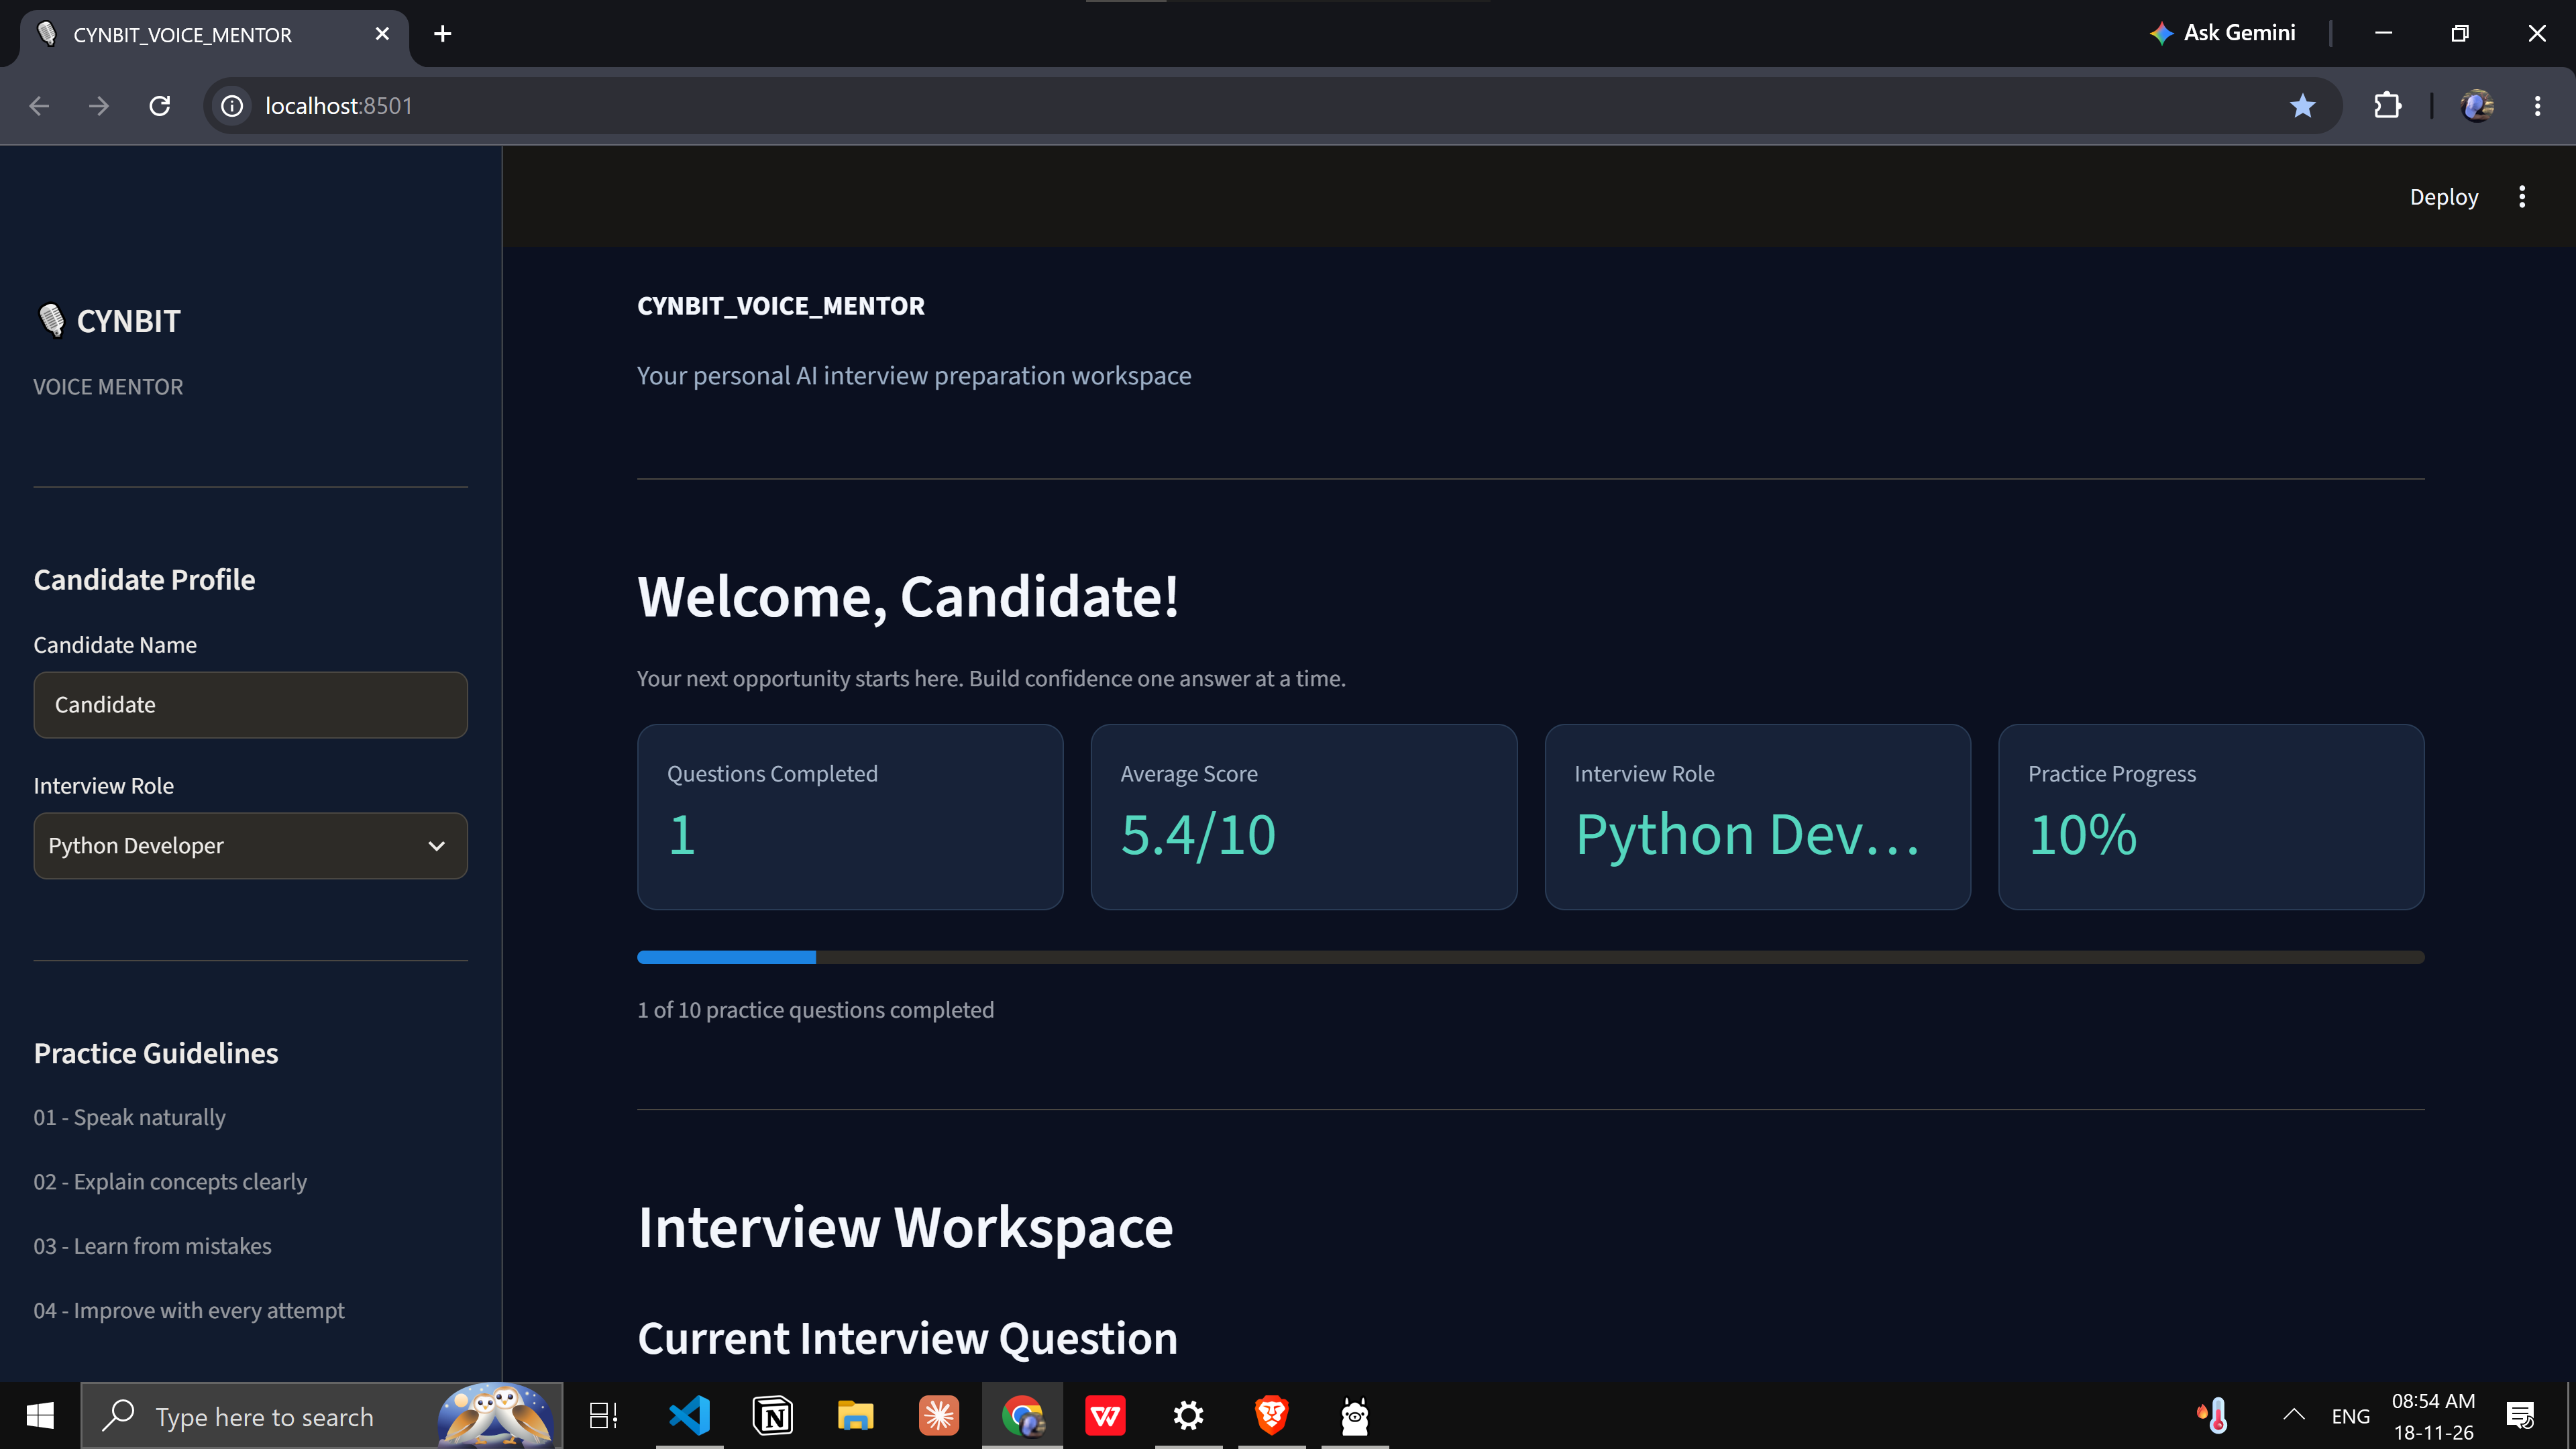 CYNBIT_VOICE_MENTOR
Ask Gemini
localhost:8501
Deploy
CYNBIT
VOICE MENTOR
Candidate Profile
Candidate Name
Candidate
Interview Role
Python Developer
Practice Guidelines
01 - Speak naturally
02 - Explain concepts clearly
03 - Learn from mistakes
04 - Improve with every attempt
CYNBIT_VOICE_MENTOR
Your personal AI interview preparation workspace
Welcome, Candidate!
Your next opportunity starts here. Build confidence one answer at a time.
Questions Completed
1
Average Score
5.4/10
Interview Role
Python Dev…
Practice Progress
10%
1 of 10 practice questions completed
Interview Workspace
Current Interview Question
Type here to search
ENG
08:54 AM
18-11-26